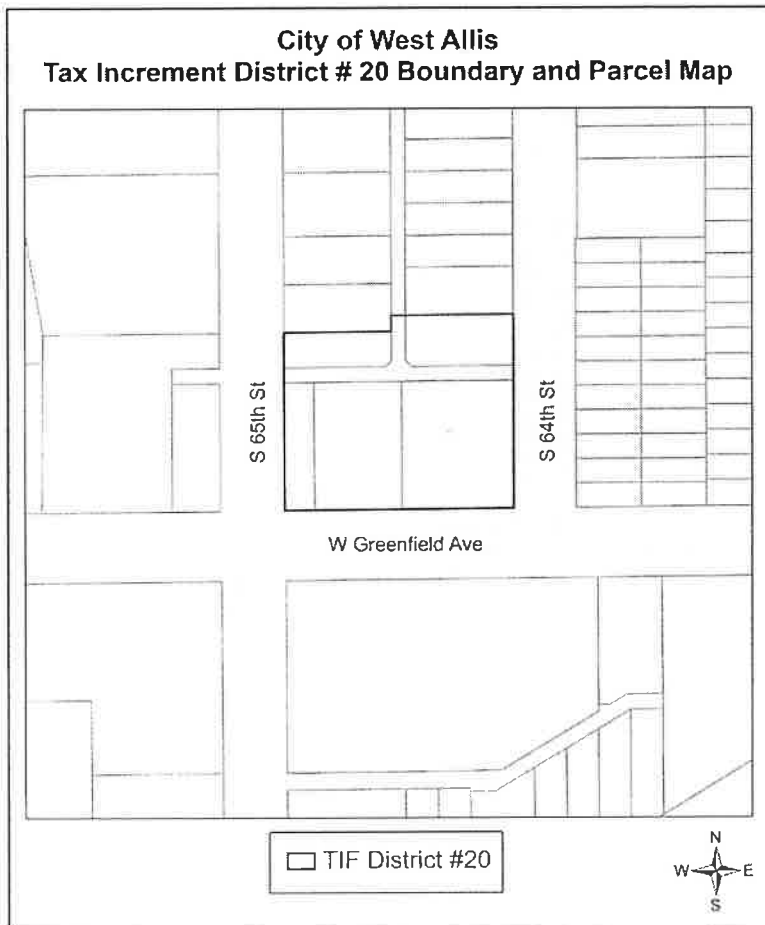 City of West Allis
Tax Increment District # 20 Boundary and Parcel Map
S 65th St
S 64th St
W Greenfield Ave
TIF District #20
N
W
E
S